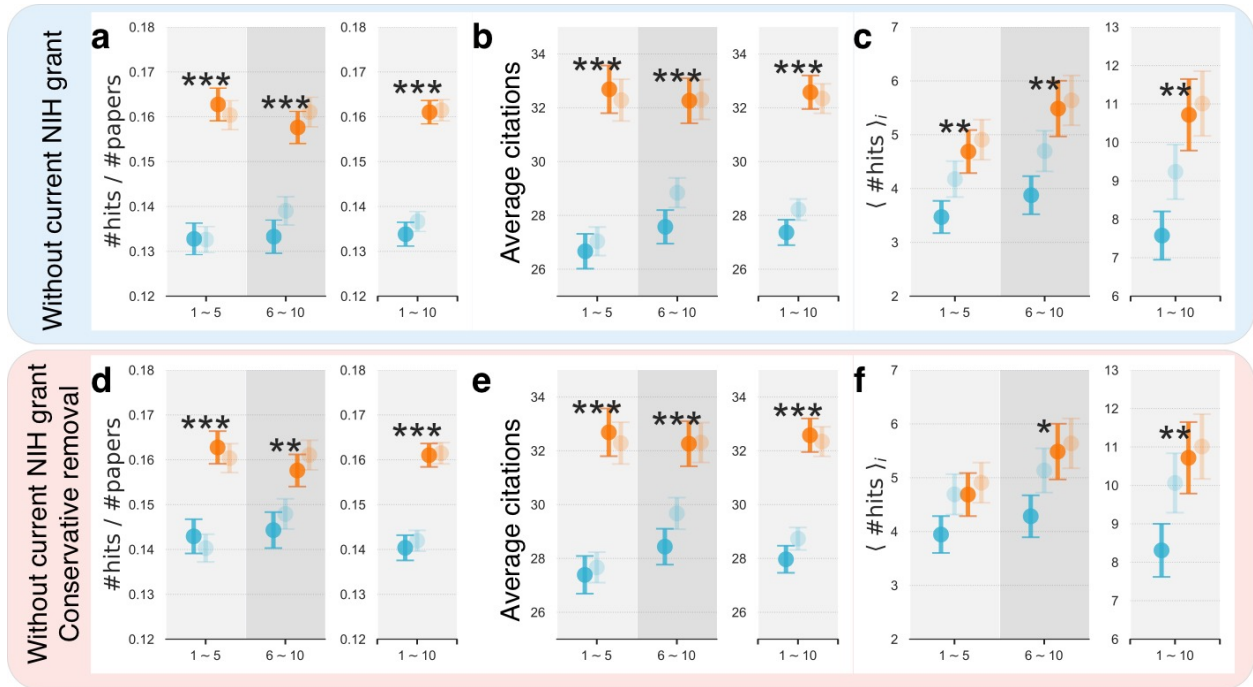 Without current NIH grant
a
#hits / #papers
0.18
0.17
0.16
0.15
0.14
0.13
0.12
***
***
1 ~ 5
6 ~ 10
0.18
0.17
0.16
0.15
0.14
0.13
0.12
***
1 ~ 10
b
Average citations
34
32
30
28
26
***
***
1 ~ 5
6 ~ 10
34
32
30
28
26
***
1 ~ 10
c
⟨ #hits ⟩i
7
6
5
4
3
2
**
**
1 ~ 5
6 ~ 10
13
12
11
10
9
8
7
6
**
1 ~ 10
Without current NIH grant
Conservative removal
d
#hits / #papers
0.18
0.17
0.16
0.15
0.14
0.13
0.12
***
**
1 ~ 5
6 ~ 10
0.18
0.17
0.16
0.15
0.14
0.13
0.12
***
1 ~ 10
e
Average citations
34
32
30
28
26
***
***
1 ~ 5
6 ~ 10
34
32
30
28
26
***
1 ~ 10
f
⟨ #hits ⟩i
7
6
5
4
3
2
*
1 ~ 5
6 ~ 10
13
12
11
10
9
8
7
6
**
1 ~ 10